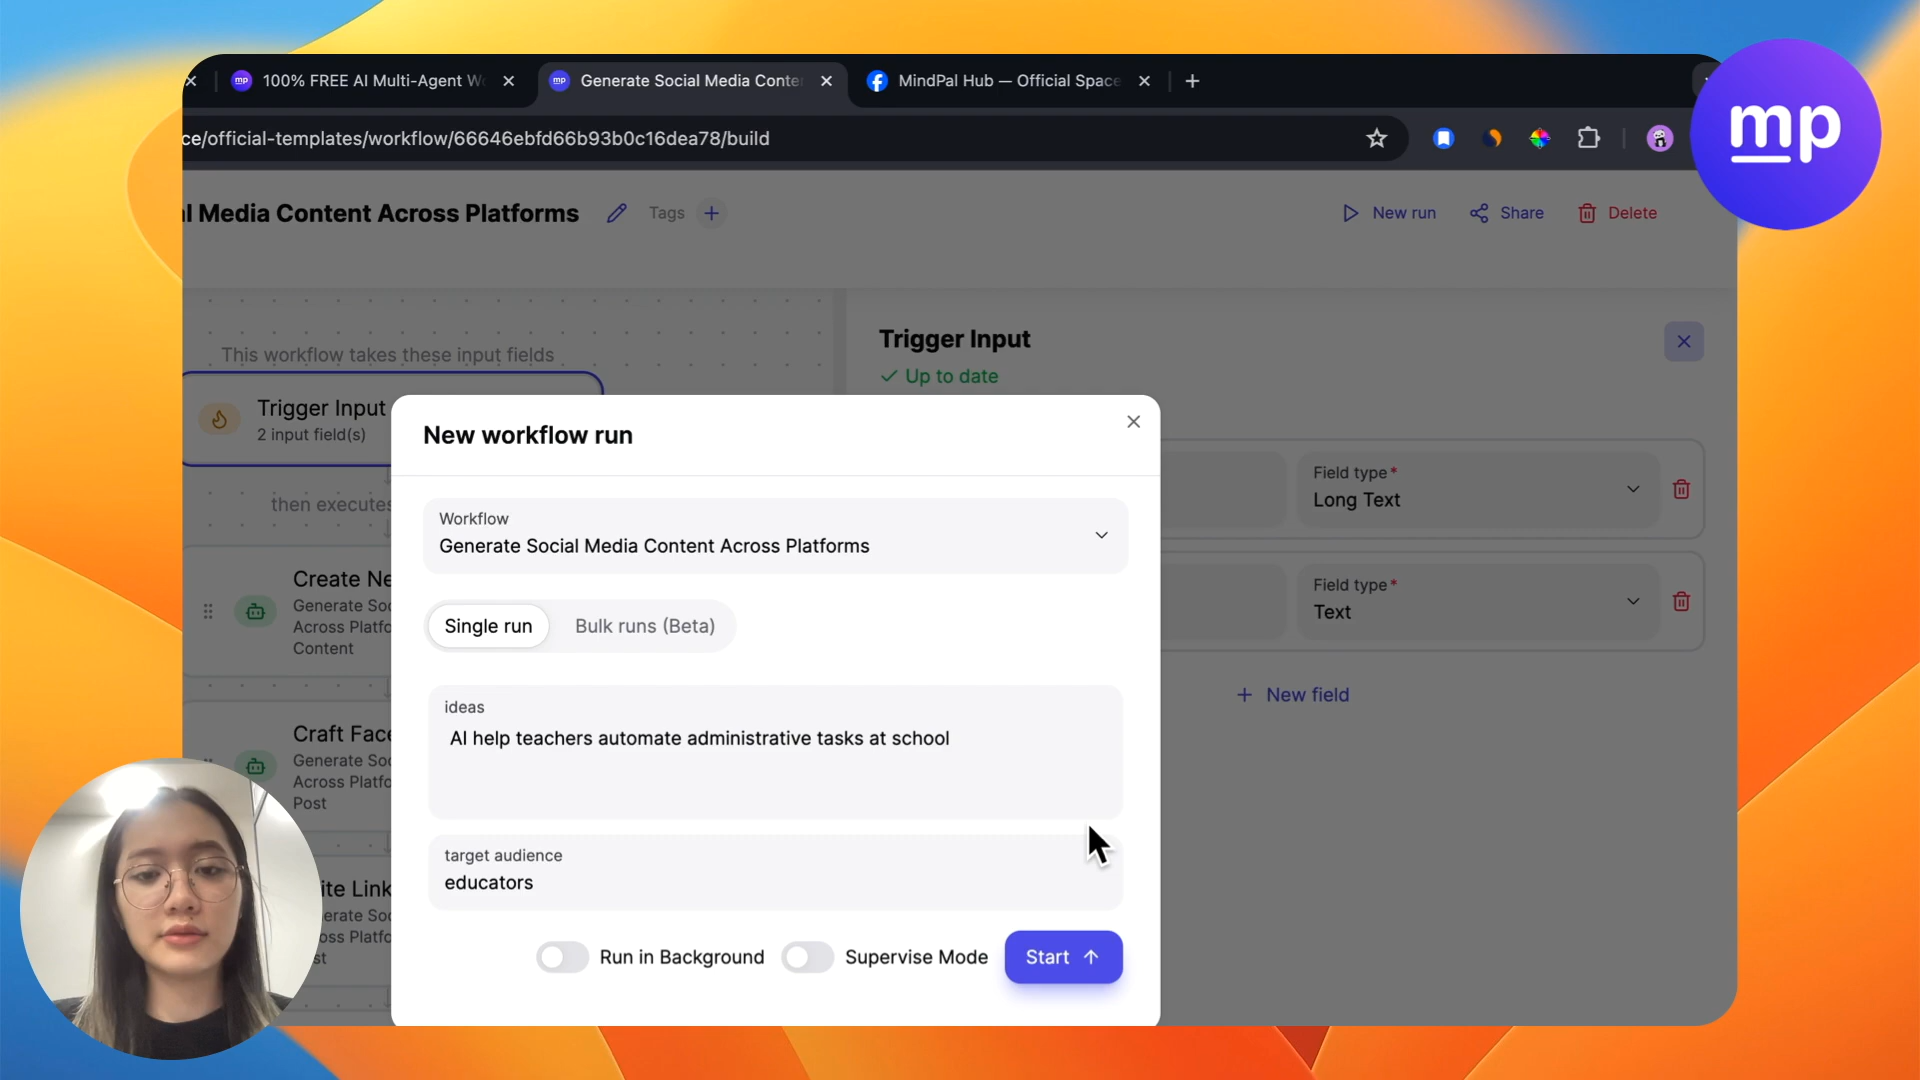 mp
100% FREE AI Multi-Agent Wo
Generate Social Media Conte
MindPal Hub — Official Space
ce/official-templates/workflow/66646ebfd66b93b0c16dea78/build
mp
l Media Content Across Platforms
Tags
New run
Share
Delete
This workflow takes these input fields
Trigger Input
2 input field(s)
then executes
Create Ne
Generate Soc
Across Platfo
Content
Craft Face
Generate Soc
Across Platfo
Post
ite Link
erate Soc
oss Platfo
st
Trigger Input
Up to date
Field type*
Long Text
Field type*
Text
New field
New workflow run
Workflow
Generate Social Media Content Across Platforms
Single run
Bulk runs (Beta)
ideas
AI help teachers automate administrative tasks at school
target audience
educators
Run in Background
Supervise Mode
Start